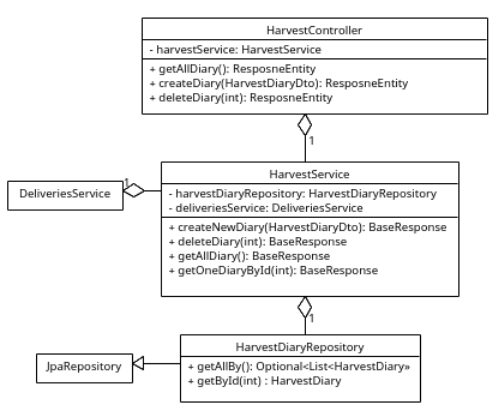 HarvestController
- harvestService: HarvestService
+ getAllDiary(): ResposneEntity
+ createDiary(HarvestDiaryDto): ResposneEntity
+ deleteDiary(int): ResposneEntity
1
HarvestService
DeliveriesService
1
- harvestDiaryRepository: HarvestDiaryRepository
- deliveriesService: DeliveriesService
+ createNewDiary(HarvestDiaryDto): BaseResponse
+ deleteDiary(int): BaseResponse
+ getAllDiary(): BaseResponse
+ getOneDiaryById(int): BaseResponse
1
HarvestDiaryRepository
JpaRepository
+ getAllBy(): Optional<List<HarvestDiary»
+ getById(int) : HarvestDiary